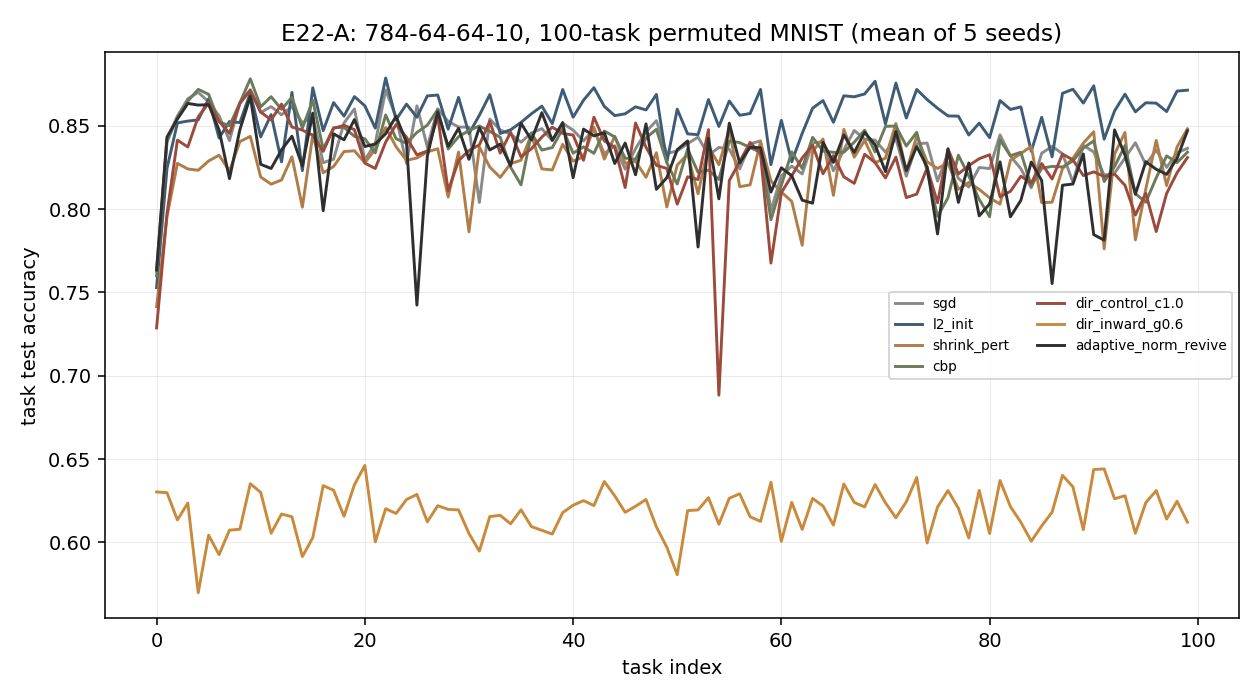 E22-A: 784-64-64-10, 100-task permuted MNIST (mean of 5 seeds)
task test accuracy
0.85
0.80
0.75
0.70
0.65
0.60
sgd
l2_init
shrink_pert
cbp
dir_control_c1.0
dir_inward_g0.6
adaptive_norm_revive
0 20 40 60 80 100
task index